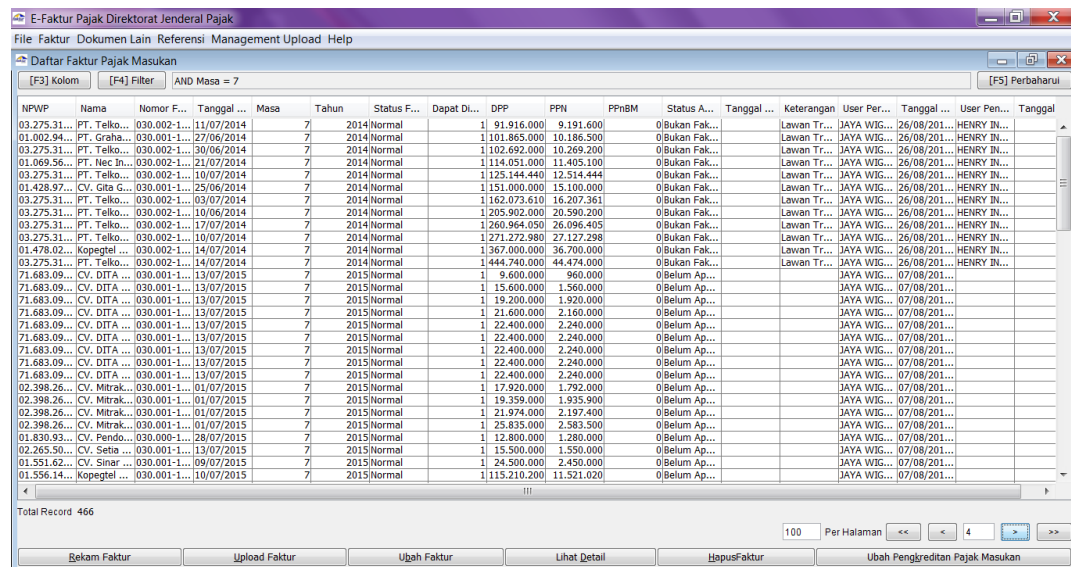 E-Faktur Pajak Direktorat Jenderal Pajak
File Faktur Dokumen Lain Referensi Management Upload Help
Daftar Faktur Pajak Masukan
[F3] Kolom [F4] Filter AND Masa = 7 [F5] Perbaharui
NPWP Nama Nomor F... Tanggal ... Masa Tahun Status F... Dapat Di... DPP PPN PPnBM Status A... Tanggal ... Keterangan User Per... Tanggal ... User Pen... Tanggal
03.275.31... PT. Telko... 030.002-1... 11/07/2014 7 2014 Normal 1 91.916.000 9.191.600 0 Bukan Fak... Lawan Tr... JAYA WIG... 26/08/201... HENRY IN...
01.002.94... PT. Graha... 030.001-1... 27/06/2014 7 2014 Normal 1 101.865.000 10.186.500 0 Bukan Fak... Lawan Tr... JAYA WIG... 26/08/201... HENRY IN...
03.275.31... PT. Telko... 030.002-1... 30/06/2014 7 2014 Normal 1 102.692.000 10.269.200 0 Bukan Fak... Lawan Tr... JAYA WIG... 26/08/201... HENRY IN...
01.069.56... PT. Nec In... 030.002-1... 21/07/2014 7 2014 Normal 1 114.051.000 11.405.100 0 Bukan Fak... Lawan Tr... JAYA WIG... 26/08/201... HENRY IN...
03.275.31... PT. Telko... 030.002-1... 10/07/2014 7 2014 Normal 1 125.144.440 12.514.444 0 Bukan Fak... Lawan Tr... JAYA WIG... 26/08/201... HENRY IN...
01.428.97... CV. Gita G... 030.001-1... 25/06/2014 7 2014 Normal 1 151.000.000 15.100.000 0 Bukan Fak... Lawan Tr... JAYA WIG... 26/08/201... HENRY IN...
03.275.31... PT. Telko... 030.002-1... 03/07/2014 7 2014 Normal 1 162.073.610 16.207.361 0 Bukan Fak... Lawan Tr... JAYA WIG... 26/08/201... HENRY IN...
03.275.31... PT. Telko... 030.002-1... 10/06/2014 7 2014 Normal 1 205.902.000 20.590.200 0 Bukan Fak... Lawan Tr... JAYA WIG... 26/08/201... HENRY IN...
03.275.31... PT. Telko... 030.002-1... 17/07/2014 7 2014 Normal 1 260.964.050 26.096.405 0 Bukan Fak... Lawan Tr... JAYA WIG... 26/08/201... HENRY IN...
03.275.31... PT. Telko... 030.002-1... 10/07/2014 7 2014 Normal 1 271.272.980 27.127.298 0 Bukan Fak... Lawan Tr... JAYA WIG... 26/08/201... HENRY IN...
01.478.02... Kopegtel ... 030.002-1... 14/07/2014 7 2014 Normal 1 367.000.000 36.700.000 0 Bukan Fak... Lawan Tr... JAYA WIG... 26/08/201... HENRY IN...
03.275.31... PT. Telko... 030.002-1... 14/07/2014 7 2014 Normal 1 444.740.000 44.474.000 0 Bukan Fak... Lawan Tr... JAYA WIG... 26/08/201... HENRY IN...
71.683.09... CV. DITA ... 030.001-1... 13/07/2015 7 2015 Normal 1 9.600.000 960.000 0 Belum Ap... JAYA WIG... 07/08/201...
71.683.09... CV. DITA ... 030.001-1... 13/07/2015 7 2015 Normal 1 15.600.000 1.560.000 0 Belum Ap... JAYA WIG... 07/08/201...
71.683.09... CV. DITA ... 030.001-1... 13/07/2015 7 2015 Normal 1 19.200.000 1.920.000 0 Belum Ap... JAYA WIG... 07/08/201...
71.683.09... CV. DITA ... 030.001-1... 13/07/2015 7 2015 Normal 1 21.600.000 2.160.000 0 Belum Ap... JAYA WIG... 07/08/201...
71.683.09... CV. DITA ... 030.001-1... 13/07/2015 7 2015 Normal 1 22.400.000 2.240.000 0 Belum Ap... JAYA WIG... 07/08/201...
71.683.09... CV. DITA ... 030.001-1... 13/07/2015 7 2015 Normal 1 22.400.000 2.240.000 0 Belum Ap... JAYA WIG... 07/08/201...
71.683.09... CV. DITA ... 030.001-1... 13/07/2015 7 2015 Normal 1 22.400.000 2.240.000 0 Belum Ap... JAYA WIG... 07/08/201...
71.683.09... CV. DITA ... 030.001-1... 13/07/2015 7 2015 Normal 1 22.400.000 2.240.000 0 Belum Ap... JAYA WIG... 07/08/201...
71.683.09... CV. DITA ... 030.001-1... 13/07/2015 7 2015 Normal 1 22.400.000 2.240.000 0 Belum Ap... JAYA WIG... 07/08/201...
02.398.26... CV. Mitrak... 030.001-1... 01/07/2015 7 2015 Normal 1 17.920.000 1.792.000 0 Belum Ap... JAYA WIG... 07/08/201...
02.398.26... CV. Mitrak... 030.001-1... 01/07/2015 7 2015 Normal 1 19.359.000 1.935.900 0 Belum Ap... JAYA WIG... 07/08/201...
02.398.26... CV. Mitrak... 030.001-1... 01/07/2015 7 2015 Normal 1 21.974.000 2.197.400 0 Belum Ap... JAYA WIG... 07/08/201...
02.398.26... CV. Mitrak... 030.001-1... 01/07/2015 7 2015 Normal 1 25.835.000 2.583.500 0 Belum Ap... JAYA WIG... 07/08/201...
01.830.93... CV. Pendo... 030.000-1... 28/07/2015 7 2015 Normal 1 12.800.000 1.280.000 0 Belum Ap... JAYA WIG... 07/08/201...
02.265.50... CV. Setia ... 030.001-1... 13/07/2015 7 2015 Normal 1 15.500.000 1.550.000 0 Belum Ap... JAYA WIG... 07/08/201...
01.551.62... CV. Sinar ... 030.001-1... 09/07/2015 7 2015 Normal 1 24.500.000 2.450.000 0 Belum Ap... JAYA WIG... 07/08/201...
01.556.14... Kopegtel ... 030.001-1... 10/07/2015 7 2015 Normal 1 115.210.200 11.521.020 0 Belum Ap... JAYA WIG... 07/08/201...
Total Record 466
100 Per Halaman << < 4 > >>
Rekam Faktur Upload Faktur Ubah Faktur Lihat Detail HapusFaktur Ubah Pengkreditan Pajak Masukan